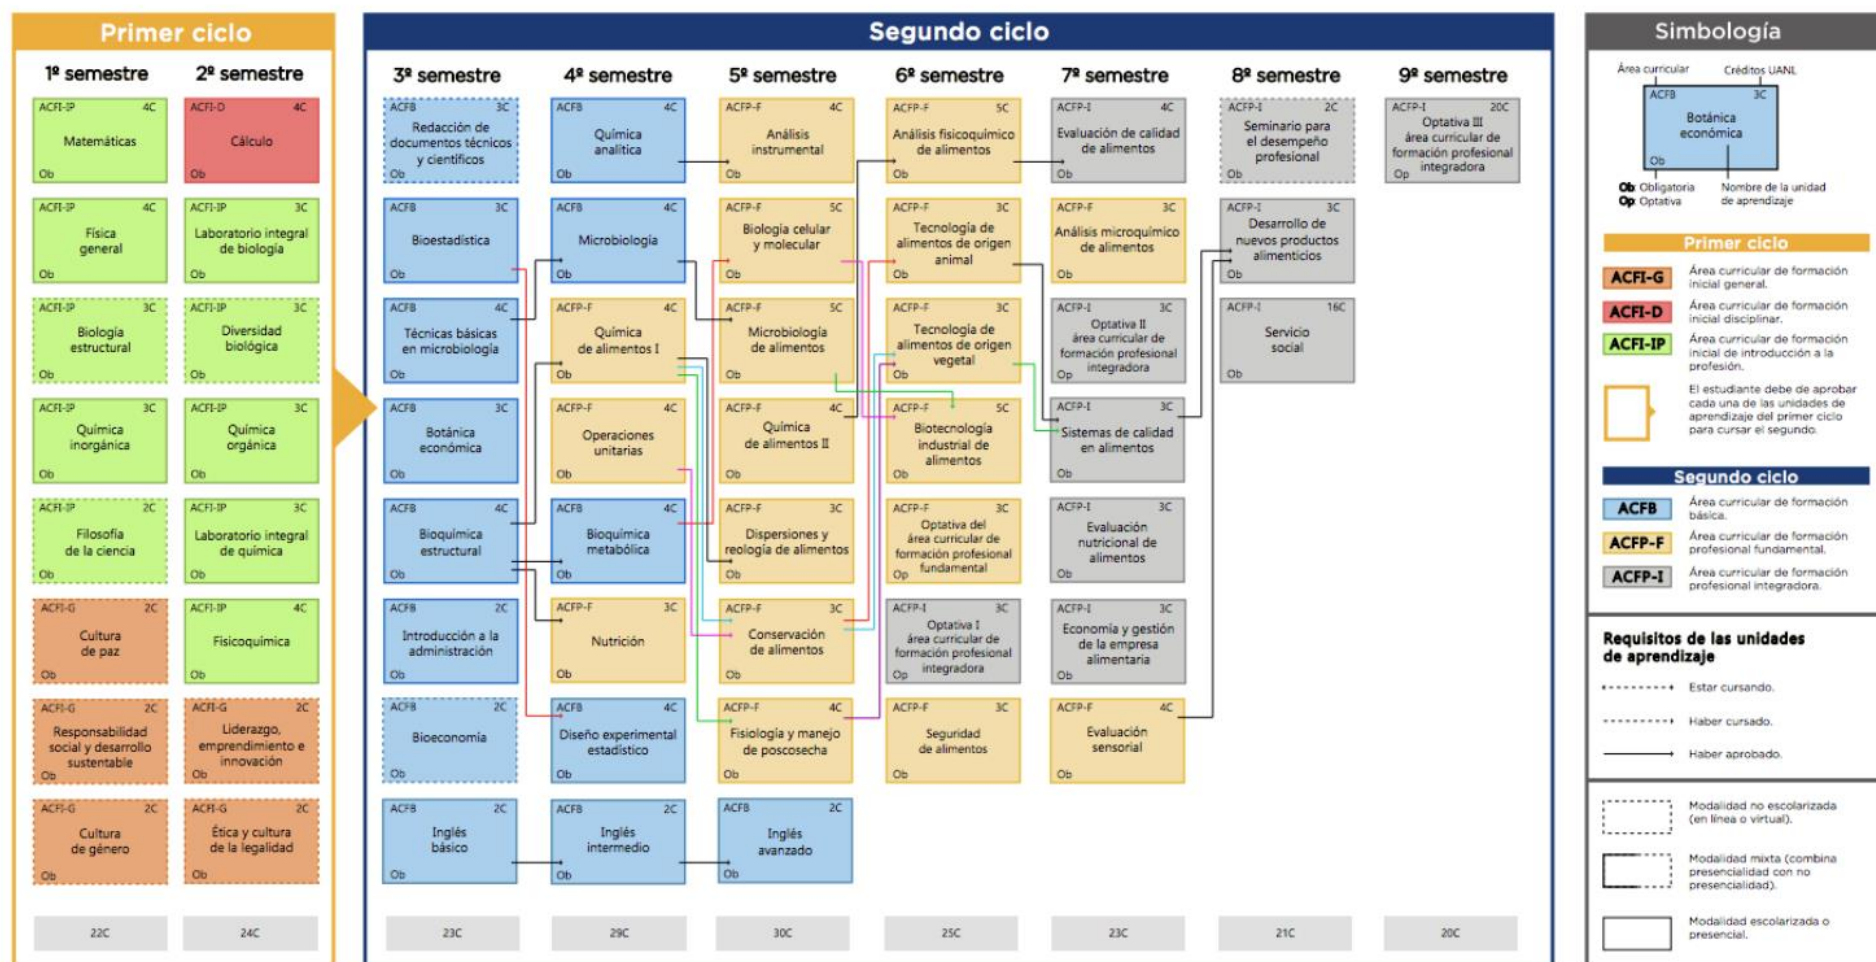 Primer ciclo
1º semestre
ACFI-IP 4C
Matemáticas
Ob
ACFI-IP 4C
Física
general
Ob
ACFI-IP 3C
Biología
estructural
Ob
ACFI-IP 3C
Química
inorgánica
Ob
ACFI-IP 2C
Filosofía
de la ciencia
Ob
ACFI-G 2C
Cultura
de paz
Ob
ACFI-G 2C
Responsabilidad
social y desarrollo
sustentable
Ob
ACFI-G 2C
Cultura
de género
Ob
22C
2º semestre
ACFI-D 4C
Cálculo
Ob
ACFI-IP 3C
Laboratorio integral
de biología
Ob
ACFI-IP 3C
Diversidad
biológica
Ob
ACFI-IP 3C
Química
orgánica
Ob
ACFI-IP 3C
Laboratorio integral
de química
Ob
ACFI-IP 4C
Fisicoquímica
Ob
ACFI-G 2C
Liderazgo,
emprendimiento e
innovación
Ob
ACFI-G 2C
Ética y cultura
de la legalidad
Ob
24C
Segundo ciclo
3º semestre
ACFB 3C
Redacción de
documentos técnicos
y científicos
Ob
ACFB 3C
Bioestadística
Ob
ACFB 4C
Técnicas básicas
en microbiología
Ob
ACFB 3C
Botánica
económica
Ob
ACFB 4C
Bioquímica
estructural
Ob
ACFB 2C
Introducción a la
administración
Ob
ACFB 2C
Bioeconomía
Ob
ACFB 2C
Inglés
básico
Ob
23C
4º semestre
ACFB 4C
Química
analítica
Ob
ACFB 4C
Microbiología
Ob
ACFP-F 4C
Química
de alimentos I
Ob
ACFP-F 4C
Operaciones
unitarias
Ob
ACFB 4C
Bioquímica
metabólica
Ob
ACFP-F 3C
Nutrición
Ob
ACFB 4C
Diseño experimental
estadístico
Ob
ACFB 2C
Inglés
intermedio
Ob
29C
5º semestre
ACFP-F 4C
Análisis
instrumental
Ob
ACFP-F 5C
Biología celular
y molecular
Ob
ACFP-F 5C
Microbiología
de alimentos
Ob
ACFP-F 4C
Química
de alimentos II
Ob
ACFP-F 3C
Dispersiones y
reología de alimentos
Ob
ACFP-F 3C
Conservación
de alimentos
Ob
ACFP-F 4C
Fisiología y manejo
de poscosecha
Ob
ACFB 2C
Inglés
avanzado
Ob
30C
6º semestre
ACFP-F 5C
Análisis fisicoquímico
de alimentos
Ob
ACFP-F 3C
Tecnología de
alimentos de origen
animal
Ob
ACFP-F 3C
Tecnología de
alimentos de origen
vegetal
Ob
ACFP-F 5C
Biotecnología
industrial de
alimentos
Ob
ACFP-F 3C
Optativa del
área curricular de
formación profesional
fundamental
Op
ACFP-I 3C
Optativa I
área curricular de
formación profesional
integradora
Op
ACFP-F 3C
Seguridad
de alimentos
Ob
25C
7º semestre
ACFP-I 4C
Evaluación de calidad
de alimentos
Ob
ACFP-F 3C
Análisis microquímico
de alimentos
Ob
ACFP-I 3C
Optativa II
área curricular de
formación profesional
integradora
Op
ACFP-I 3C
Sistemas de calidad
en alimentos
Ob
ACFP-I 3C
Evaluación
nutricional de
alimentos
Ob
ACFP-I 3C
Economía y gestión
de la empresa
alimentaria
Ob
ACFP-F 4C
Evaluación
sensorial
Ob
23C
8º semestre
ACFP-I 2C
Seminario para
el desempeño
profesional
Ob
ACFP-I 3C
Desarrollo de
nuevos productos
alimenticios
Ob
ACFP-I 16C
Servicio
social
Ob
21C
9º semestre
ACFP-I 20C
Optativa III
área curricular de
formación profesional
integradora
Op
20C
Simbología
Área curricular Créditos UANL
ACFB 3C
Botánica
económica
Ob
Ob: Obligatoria
Op: Optativa
Nombre de la unidad
de aprendizaje
Primer ciclo
ACFI-G Área curricular de formación
inicial general.
ACFI-D Área curricular de formación
inicial disciplinar.
ACFI-IP Área curricular de formación
inicial de introducción a la
profesión.
El estudiante debe de aprobar
cada una de las unidades de
aprendizaje del primer ciclo
para cursar el segundo.
Segundo ciclo
ACFB Área curricular de formación
básica.
ACFP-F Área curricular de formación
profesional fundamental.
ACFP-I Área curricular de formación
profesional integradora.
Requisitos de las unidades
de aprendizaje
Estar cursando.
Haber cursado.
Haber aprobado.
Modalidad no escolarizada
(en línea o virtual).
Modalidad mixta (combina
presencialidad con no
presencialidad).
Modalidad escolarizada o
presencial.